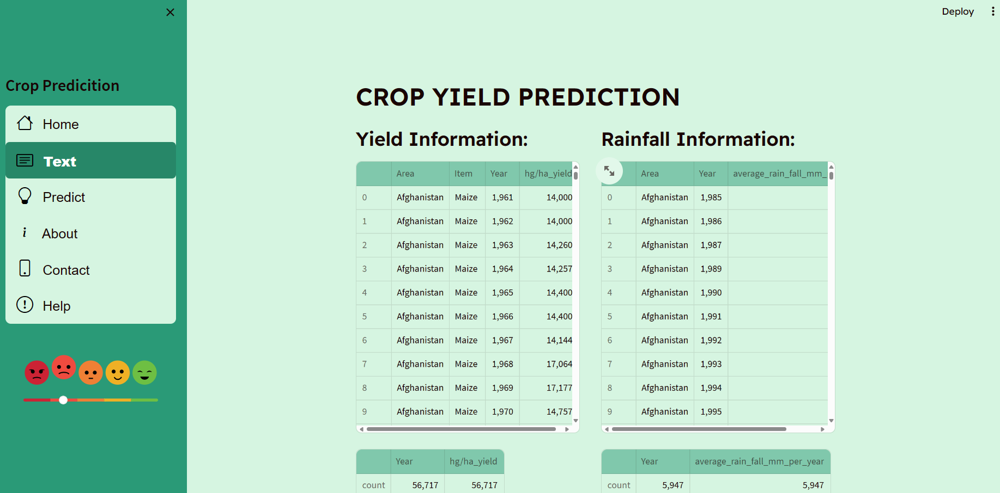 Deploy
Crop Predicition
Home
Text
Predict
About
Contact
Help
CROP YIELD PREDICTION
Yield Information:
Area Item Year hg/ha_yield
0 Afghanistan Maize 1,961 14,000
1 Afghanistan Maize 1,962 14,000
2 Afghanistan Maize 1,963 14,260
3 Afghanistan Maize 1,964 14,257
4 Afghanistan Maize 1,965 14,400
5 Afghanistan Maize 1,966 14,400
6 Afghanistan Maize 1,967 14,144
7 Afghanistan Maize 1,968 17,064
8 Afghanistan Maize 1,969 17,177
9 Afghanistan Maize 1,970 14,757
Year hg/ha_yield
count 56,717 56,717
Rainfall Information:
Area Year average_rain_fall_mm_
0 Afghanistan 1,985
1 Afghanistan 1,986
2 Afghanistan 1,987
3 Afghanistan 1,989
4 Afghanistan 1,990
5 Afghanistan 1,991
6 Afghanistan 1,992
7 Afghanistan 1,993
8 Afghanistan 1,994
9 Afghanistan 1,995
Year average_rain_fall_mm_per_year
count 5,947 5,947